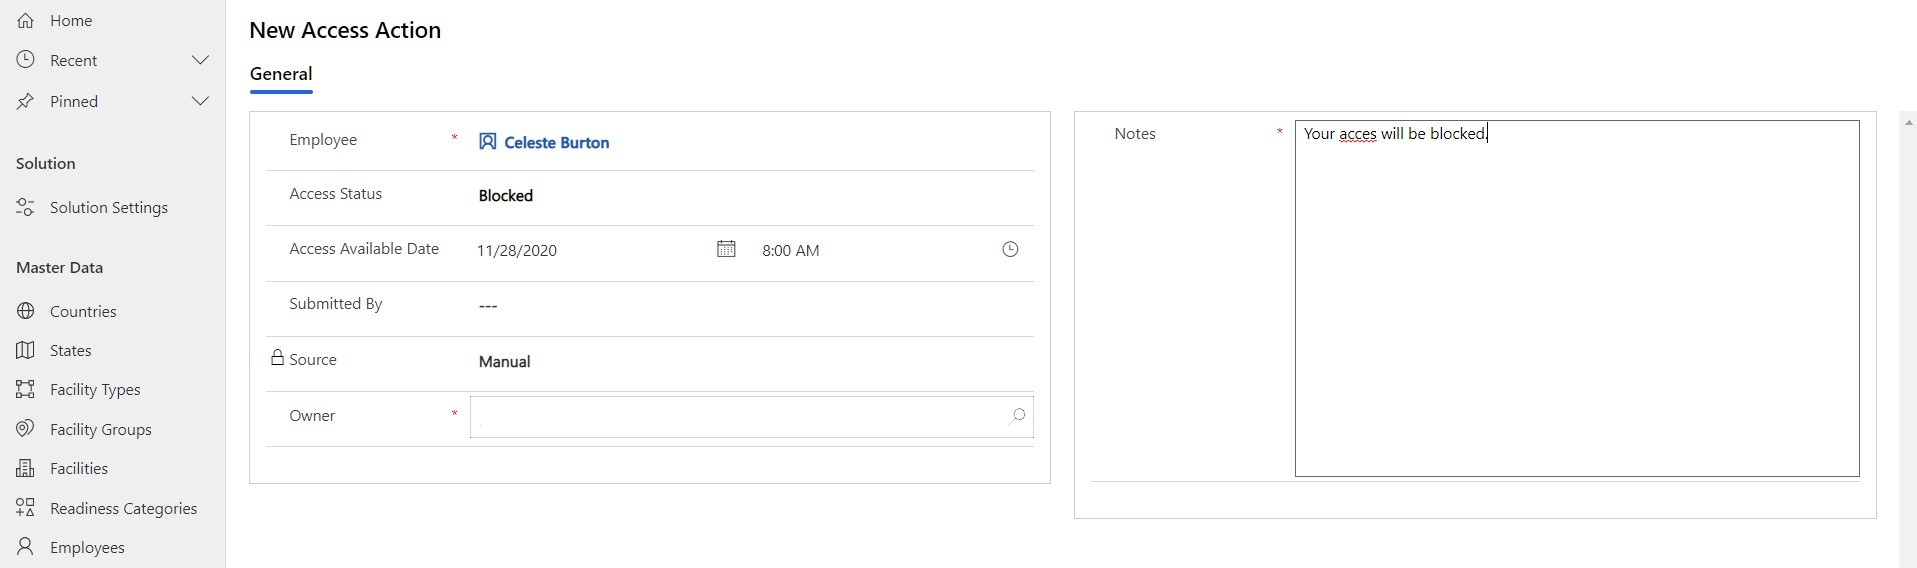 Home
Recent
Pinned
Solution
Solution Settings
Master Data
Countries
States
Facility Types
Facility Groups
Facilities
Readiness Categories
Employees
New Access Action
General
Employee * Celeste Burton
Access Status Blocked
Access Available Date 11/28/2020 8:00 AM
Submitted By ---
Source Manual
Owner *
Notes * Your acces will be blocked.